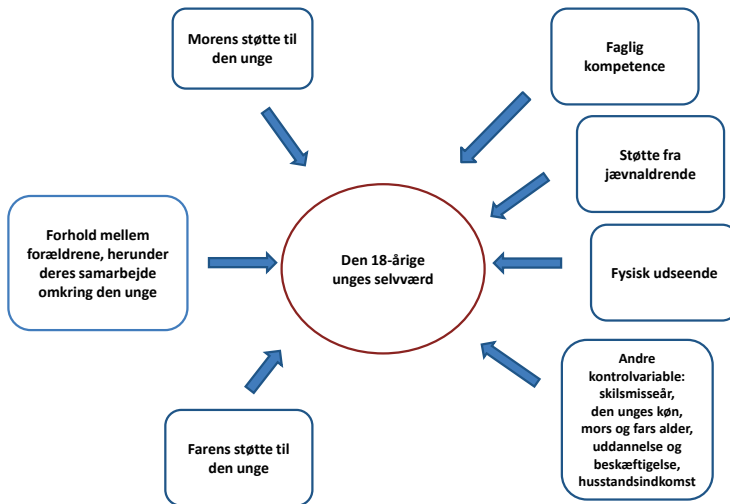 Morens støtte til
den unge
Faglig
kompetence
Støtte fra
jævnaldrende
Forhold mellem
forældrene, herunder
deres samarbejde
omkring den unge
Den 18-årige
unges selvværd
Fysisk udseende
Andre
kontrolvariable:
skilsmisseår,
den unges køn,
mors og fars alder,
uddannelse og
beskæftigelse,
husstandsindkomst
Farens støtte til
den unge